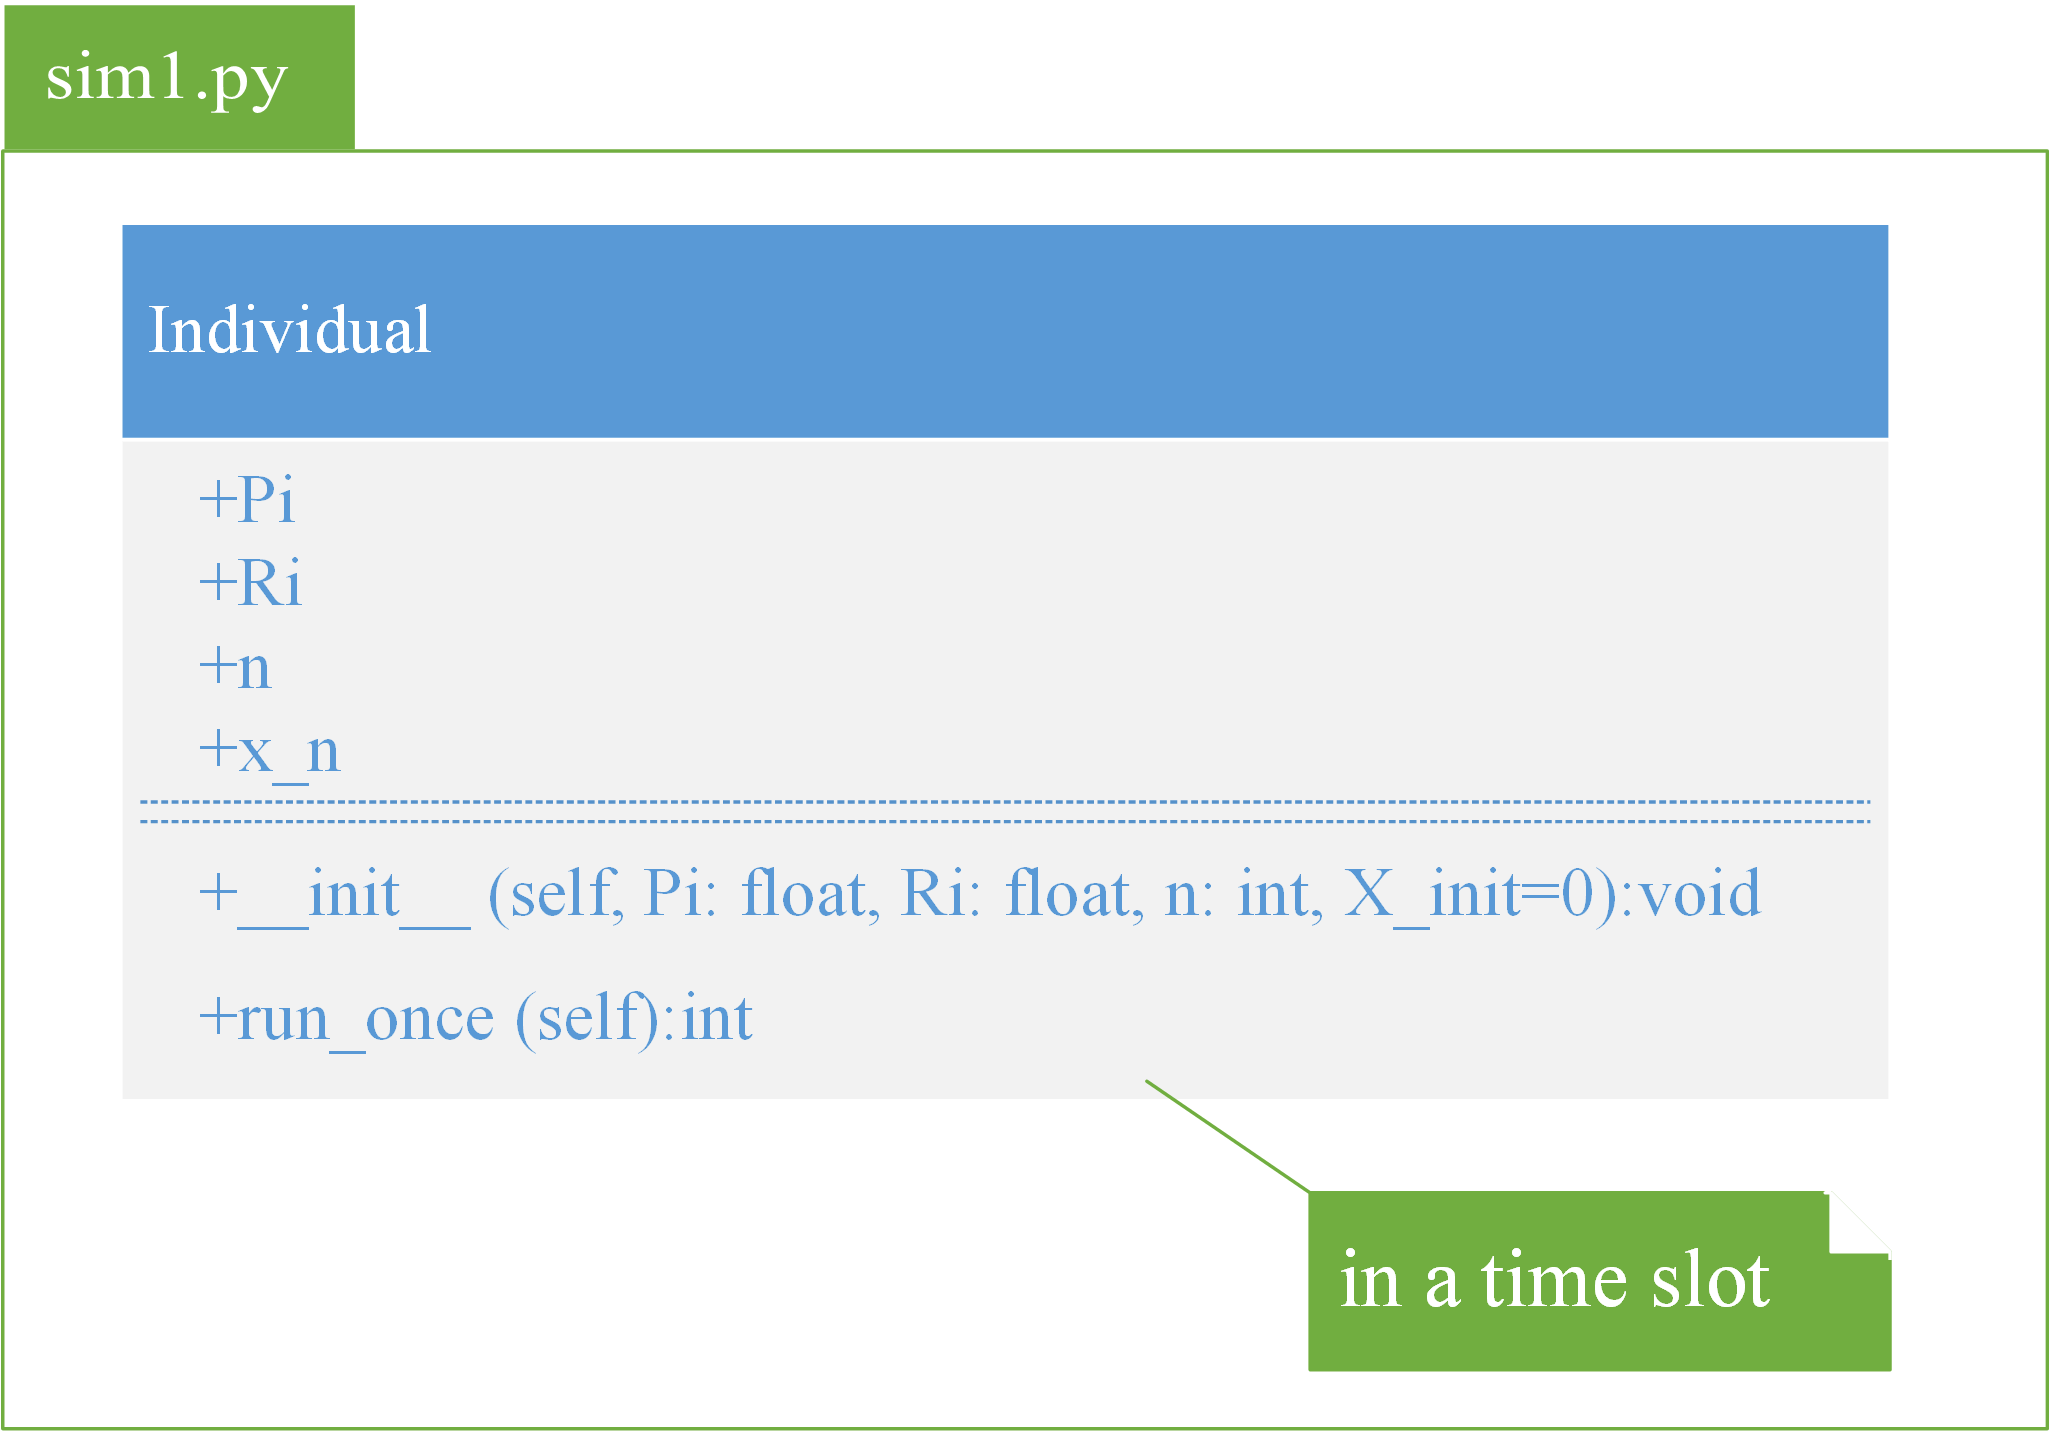 sim1.py
Individual
+Pi
+Ri
+n
+x_n
+__init__ (self, Pi: float, Ri: float, n: int, X_init=0):void
+run_once (self):int
in a time slot